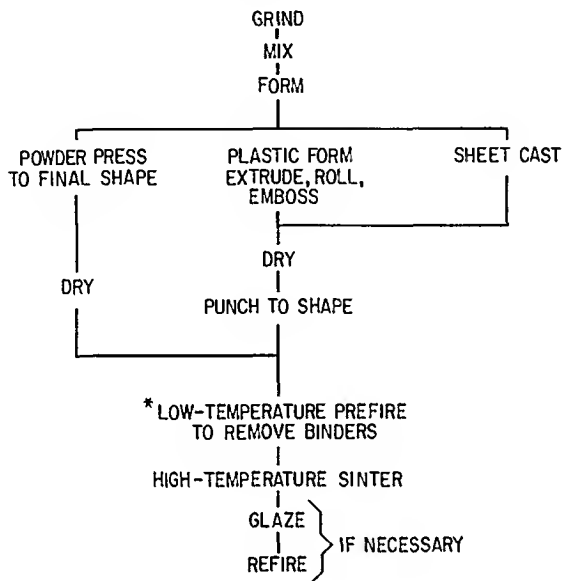 GRIND
MIX
FORM
POWDER PRESS
TO FINAL SHAPE
PLASTIC FORM
EXTRUDE, ROLL,
EMBOSS
SHEET CAST
DRY
DRY
PUNCH TO SHAPE
*LOW-TEMPERATURE PREFIRE
TO REMOVE BINDERS
HIGH-TEMPERATURE SINTER
GLAZE
REFIRE
IF NECESSARY